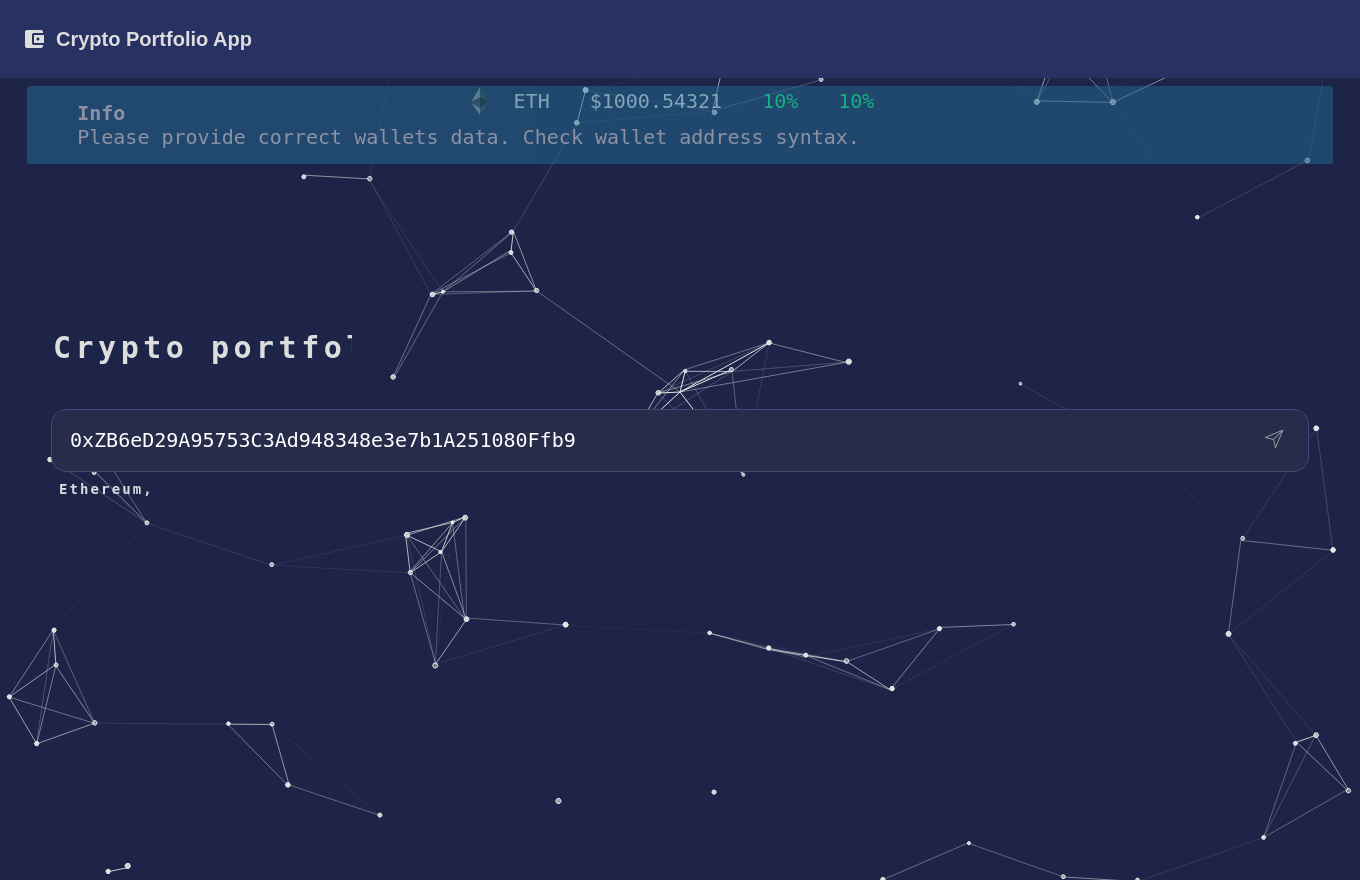 Crypto Portfolio App
ETH $1000.54321 10% 10%
Info
Please provide correct wallets data. Check wallet address syntax.
Crypto portfo
0xZB6eD29A95753C3Ad948348e3e7b1A251080Ffb9
Ethereum,